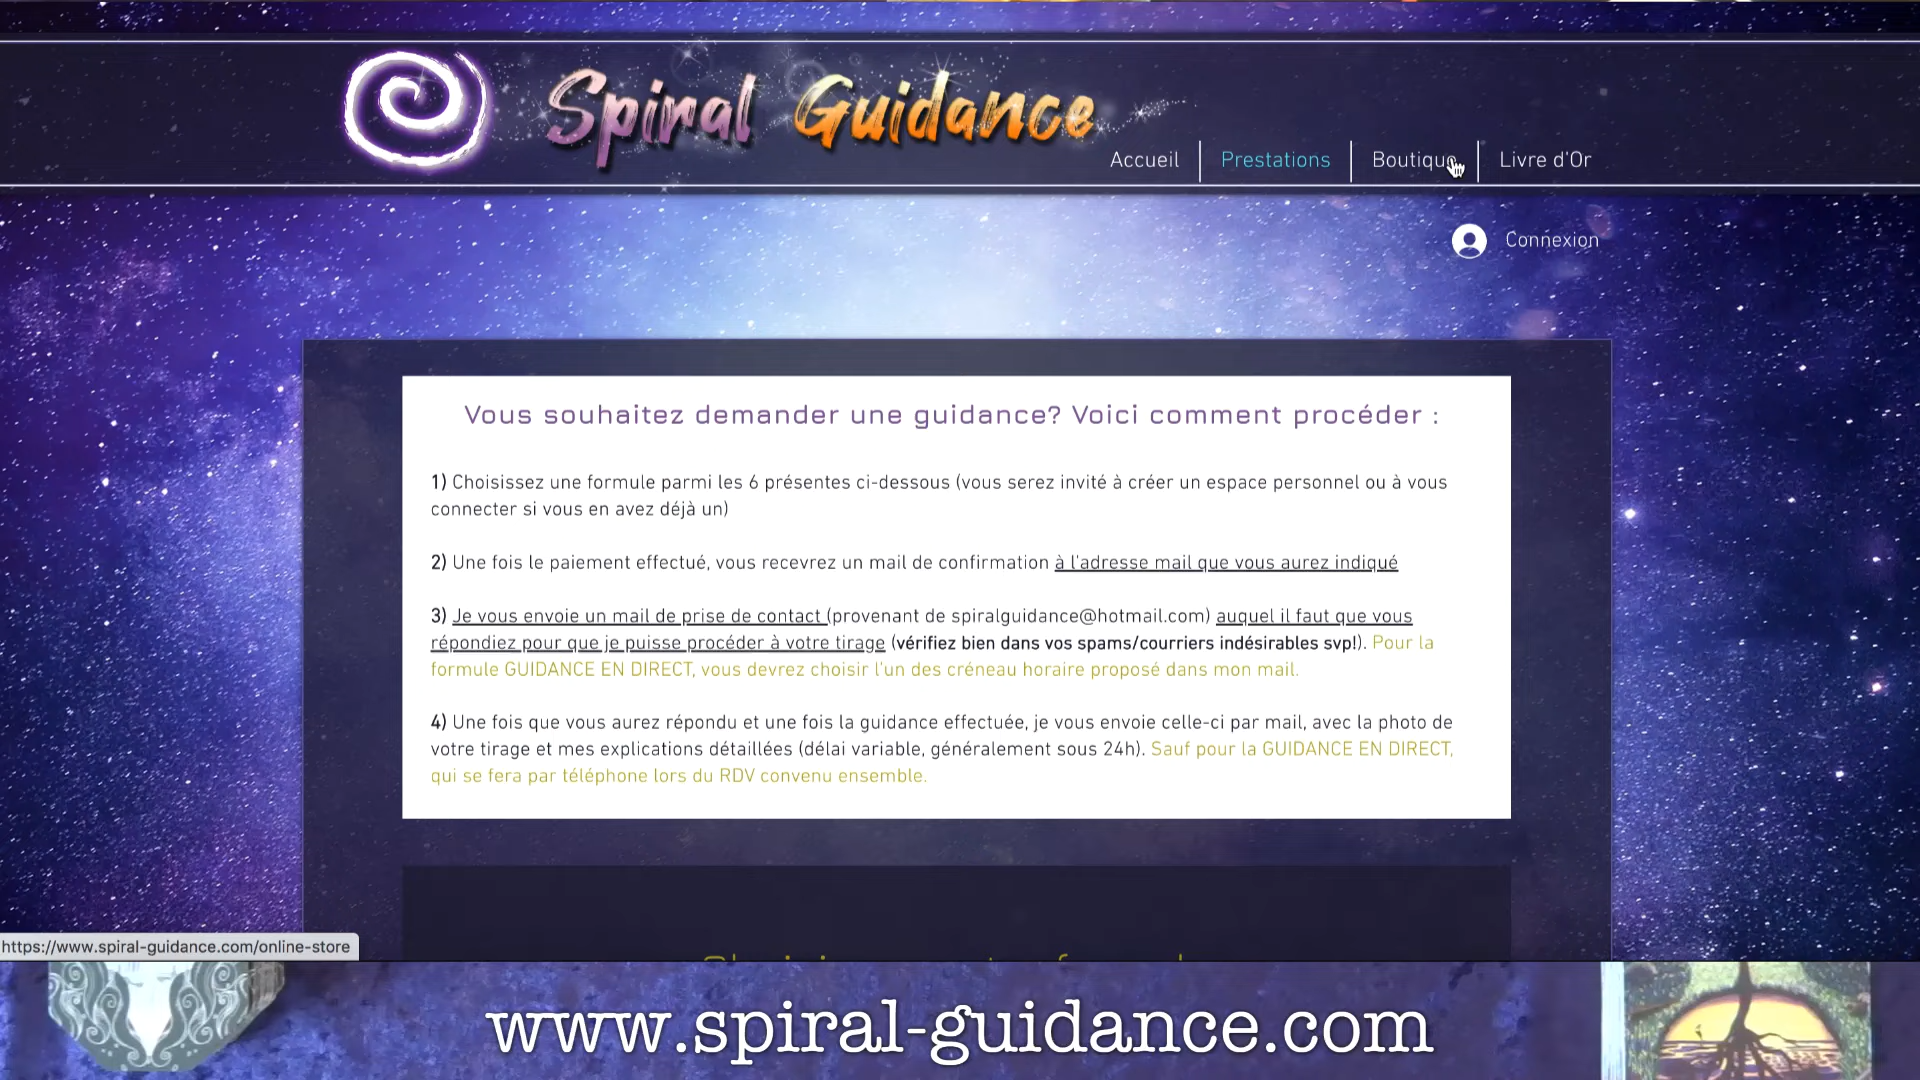 Spiral Guidance
Accueil
Prestations
Boutique
Livre d'Or
Connexion
Vous souhaitez demander une guidance? Voici comment procéder :
1) Choisissez une formule parmi les 6 présentes ci-dessous (vous serez invité à créer un espace personnel ou à vous
connecter si vous en avez déjà un)
2) Une fois le paiement effectué, vous recevrez un mail de confirmation à l'adresse mail que vous aurez indiqué
3) Je vous envoie un mail de prise de contact (provenant de spiralguidance@hotmail.com) auquel il faut que vous
répondiez pour que je puisse procéder à votre tirage (vérifiez bien dans vos spams/courriers indésirables svp!). Pour la
formule GUIDANCE EN DIRECT, vous devrez choisir l'un des créneau horaire proposé dans mon mail.
4) Une fois que vous aurez répondu et une fois la guidance effectuée, je vous envoie celle-ci par mail, avec la photo de
votre tirage et mes explications détaillées (délai variable, généralement sous 24h). Sauf pour la GUIDANCE EN DIRECT,
qui se fera par téléphone lors du RDV convenu ensemble.
https://www.spiral-guidance.com/online-store
www.spiral-guidance.com